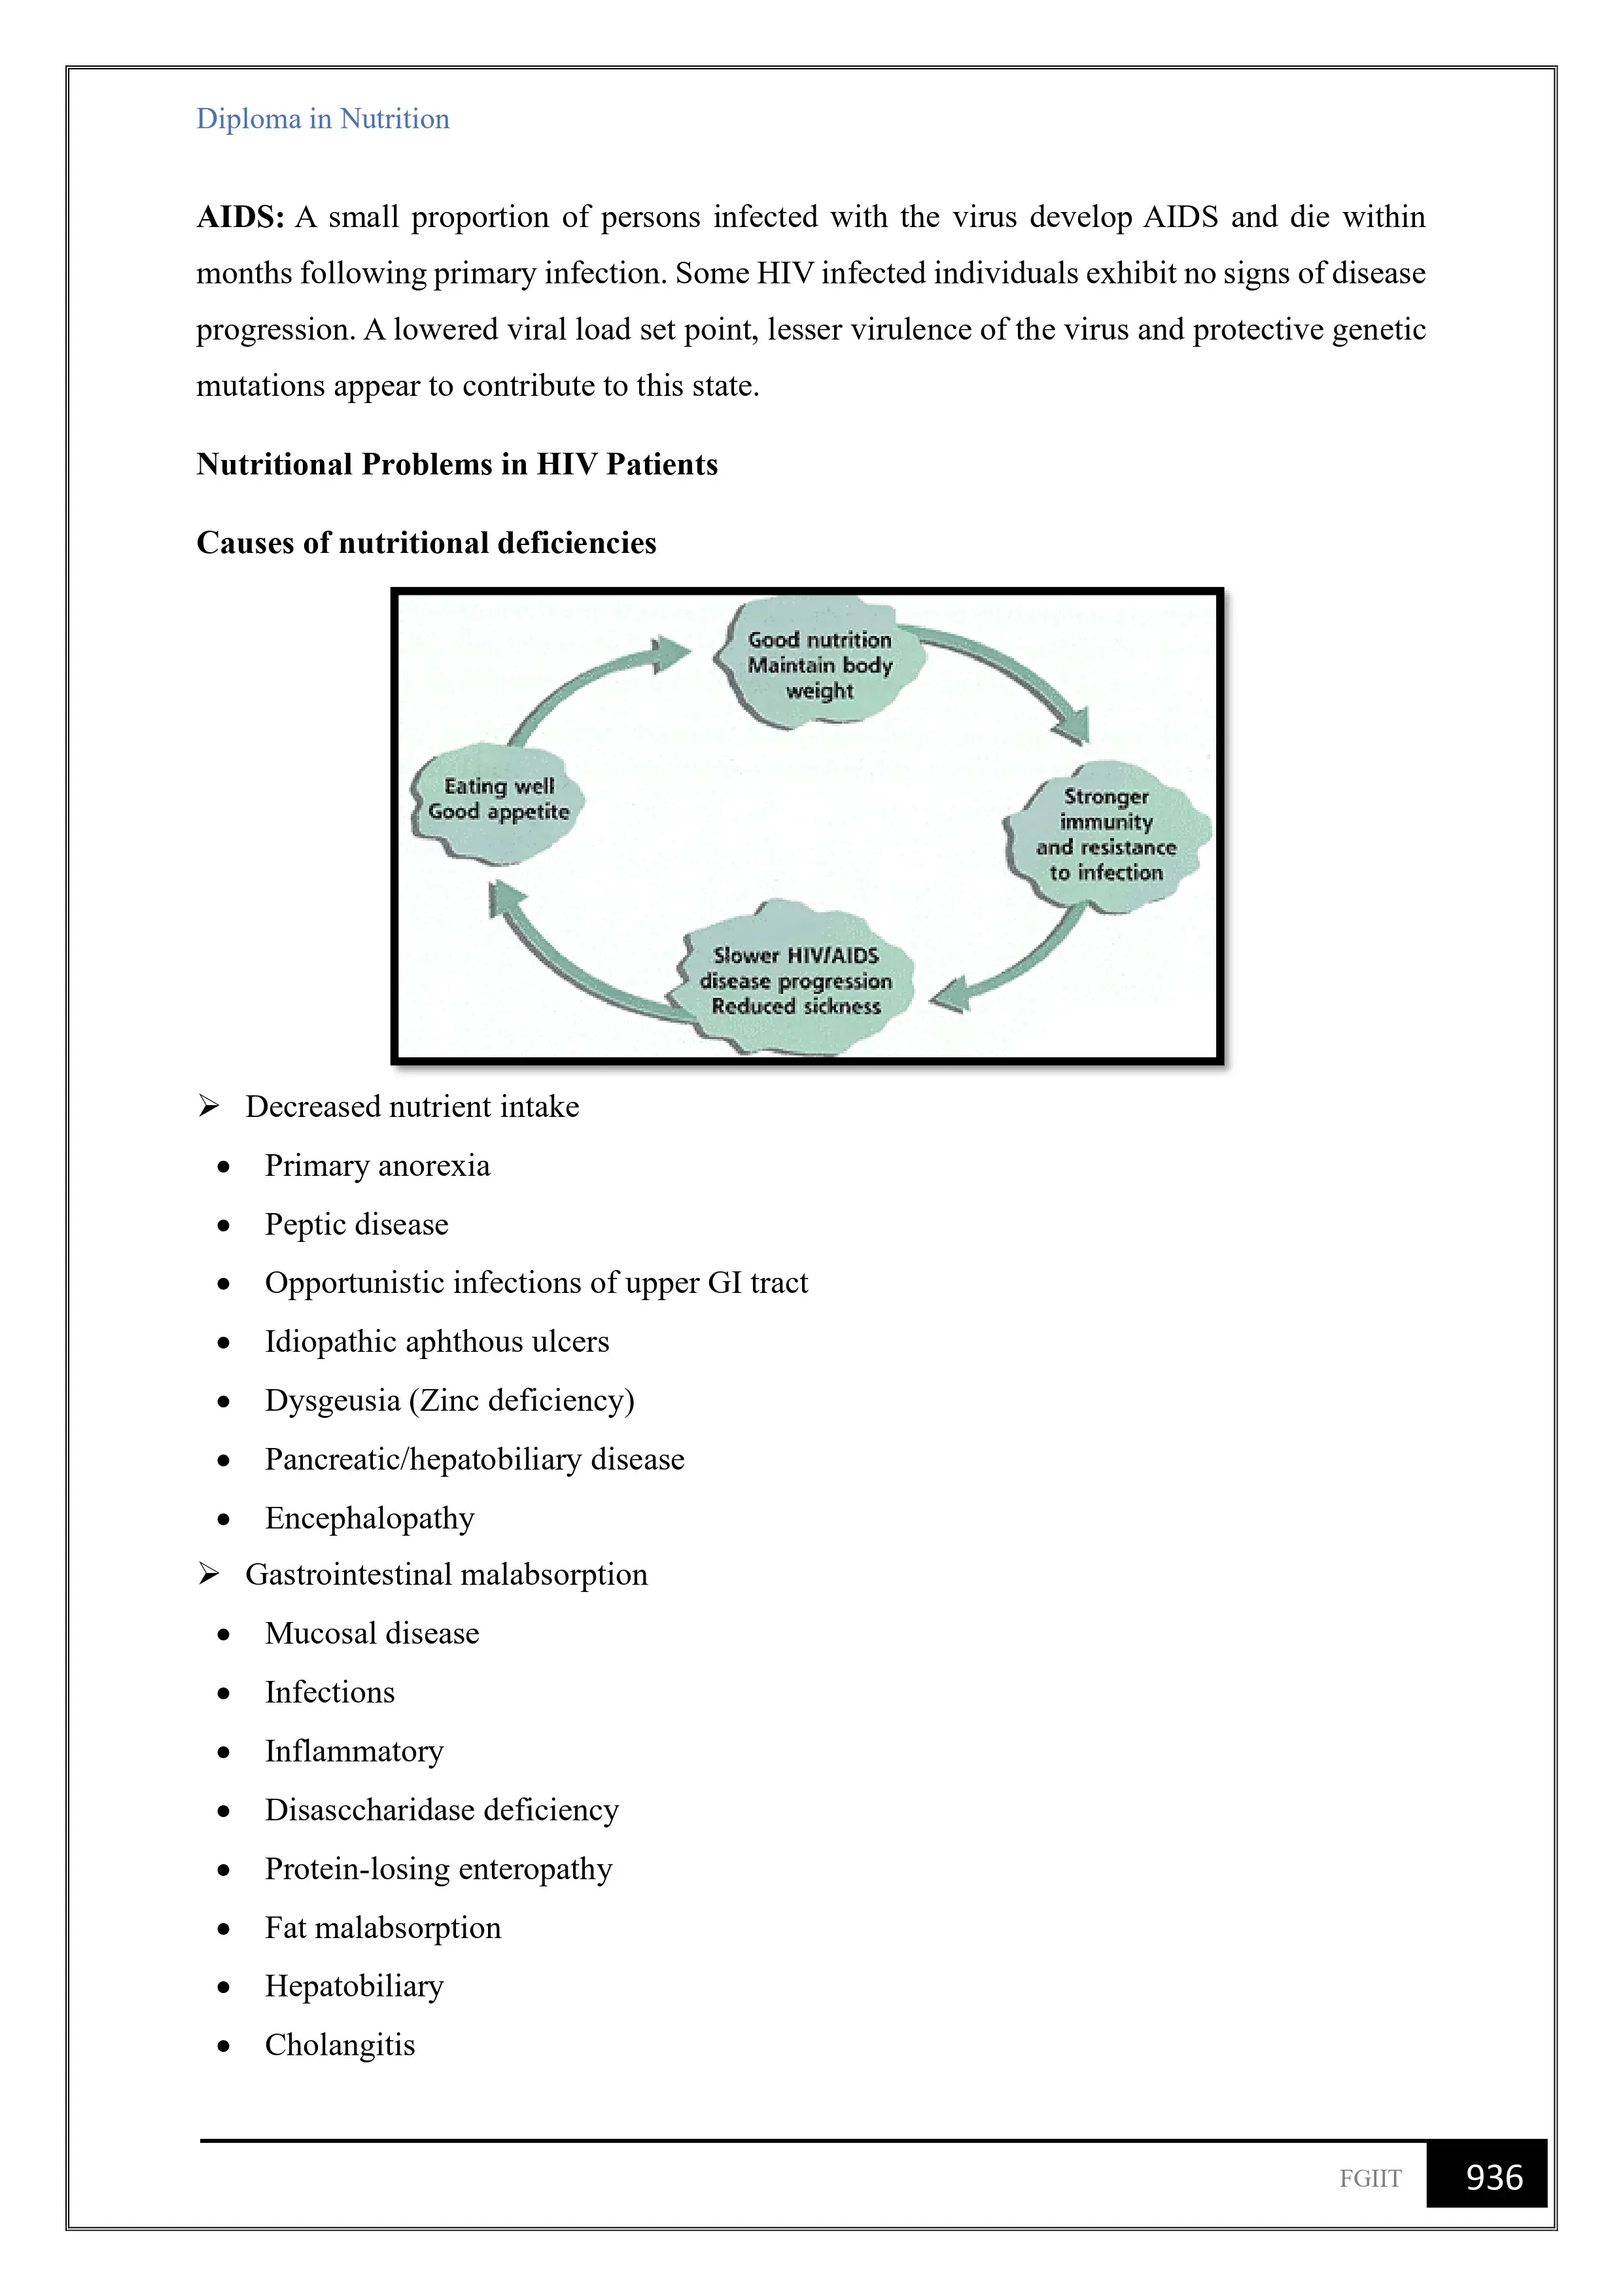 Diploma in Nutrition
AIDS: A small proportion of persons infected with the virus develop AIDS and die within
months following primary infection. Some HIV infected individuals exhibit no signs of disease
progression. A lowered viral load set point, lesser virulence of the virus and protective genetic
mutations appear to contribute to this state.
Nutritional Problems in HIV Patients
Causes of nutritional deficiencies
Good nutrition
Maintain body
weight
Eating well
Good appetite
Stronger
immunity
and resistance
to infection
Slower HIV/AIDS
disease progression
Reduced sickness
➢ Decreased nutrient intake
• Primary anorexia
• Peptic disease
• Opportunistic infections of upper GI tract
• Idiopathic aphthous ulcers
• Dysgeusia (Zinc deficiency)
• Pancreatic/hepatobiliary disease
• Encephalopathy
➢ Gastrointestinal malabsorption
• Mucosal disease
• Infections
• Inflammatory
• Disasccharidase deficiency
• Protein-losing enteropathy
• Fat malabsorption
• Hepatobiliary
• Cholangitis
FGIIT 936